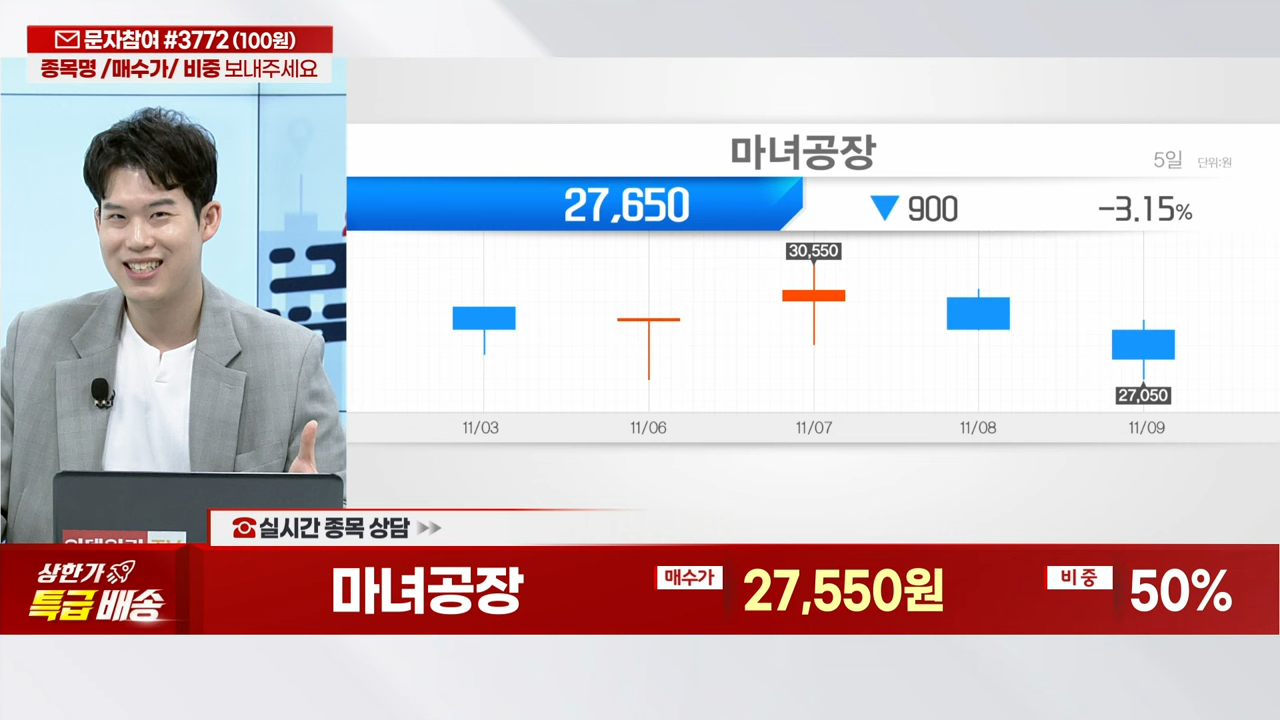 문자참여 #3772 (100원)
종목명 /매수가/ 비중 보내주세요
마녀공장
5일 단위:원
27,650 ▼ 900 -3.15%
30,550
27,050
11/03 11/06 11/07 11/08 11/09
실시간 종목 상담
상한가
특급 배송
마녀공장 매수가 27,550원 비중 50%